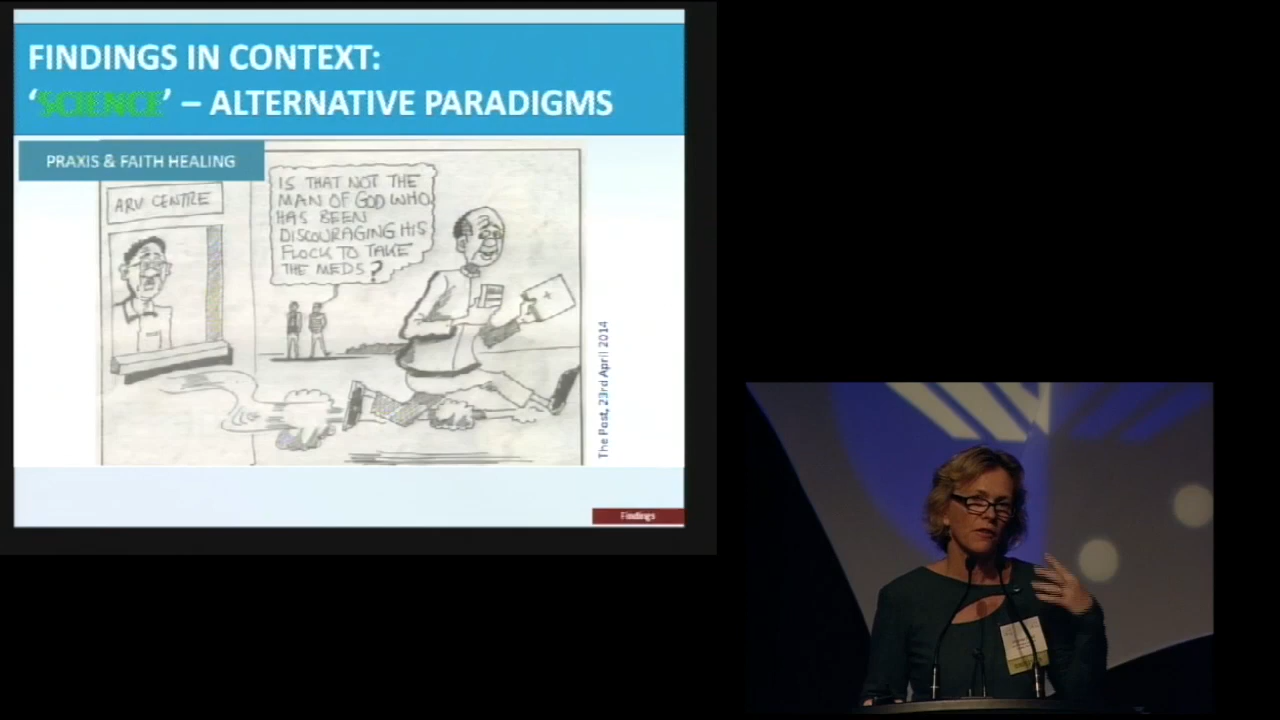 FINDINGS IN CONTEXT:
‘SCIENCE’ – ALTERNATIVE PARADIGMS
PRAXIS & FAITH HEALING
ARV CENTRE
IS THAT NOT THE
MAN OF GOD WHO
HAS BEEN
DISCOURAGING HIS
FLOCK TO TAKE
THE MEDS?
The Post, 23rd April 2014
Findings